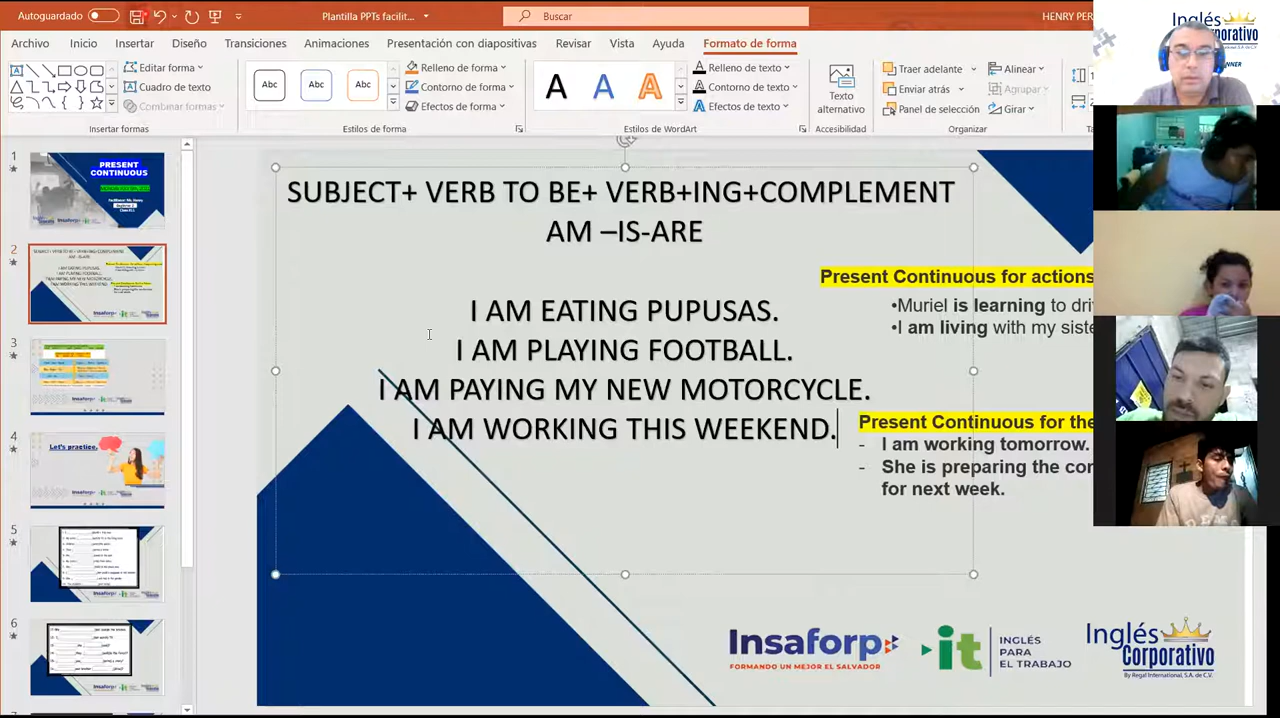 Autoguardado
Plantilla PPTs facilit...
Buscar
HENRY PER
Archivo
Inicio
Insertar
Diseño
Transiciones
Animaciones
Presentación con diapositivas
Revisar
Vista
Ayuda
Formato de forma
Editar forma
Cuadro de texto
Combinar formas
Insertar formas
Abc
Abc
Abc
Relleno de forma
Contorno de forma
Efectos de forma
Estilos de forma
A
A
A
Relleno de texto
Contorno de texto
Efectos de texto
Estilos de WordArt
Texto
alternativo
Accesibilidad
Traer adelante
Enviar atrás
Panel de selección
Alinear
Agrupar
Girar
Organizar
Inglés
Corporativo
1
PRESENT
CONTINUOUS
2
3
4
Let's practice.
5
6
SUBJECT+ VERB TO BE+ VERB+ING+COMPLEMENT
AM –IS-ARE
I AM EATING PUPUSAS.
I AM PLAYING FOOTBALL.
I AM PAYING MY NEW MOTORCYCLE.
I AM WORKING THIS WEEKEND.
Present Continuous for actions
•Muriel is learning to dri
•I am living with my siste
Present Continuous for the
- I am working tomorrow.
- She is preparing the con
for next week.
Insaforp
FORMANDO UN MEJOR EL SALVADOR
it
INGLÉS
PARA
EL TRABAJO
Inglés
Corporativo
By Regal International, S.A. de C.V.